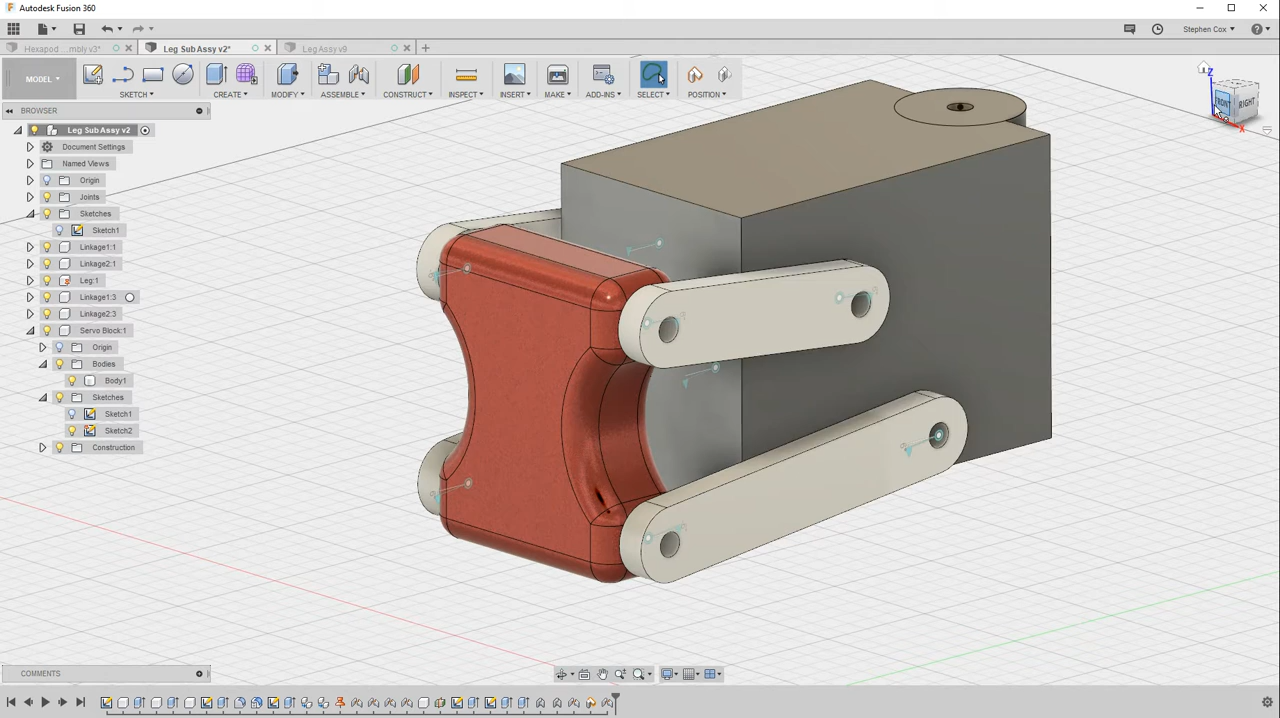 Autodesk Fusion 360
Stephen Cox
Hexapod ...mbly v3*
Leg Sub Assy v2*
Leg Assy v9
MODEL
SKETCH
CREATE
MODIFY
ASSEMBLE
CONSTRUCT
INSPECT
INSERT
MAKE
ADD-INS
SELECT
POSITION
Z
FRONT
RIGHT
X
BROWSER
Leg Sub Assy v2
Document Settings
Named Views
Origin
Joints
Sketches
Sketch1
Linkage1:1
Linkage2:1
Leg:1
Linkage1:3
Linkage2:3
Servo Block:1
Origin
Bodies
Body1
Sketches
Sketch1
Sketch2
Construction
COMMENTS